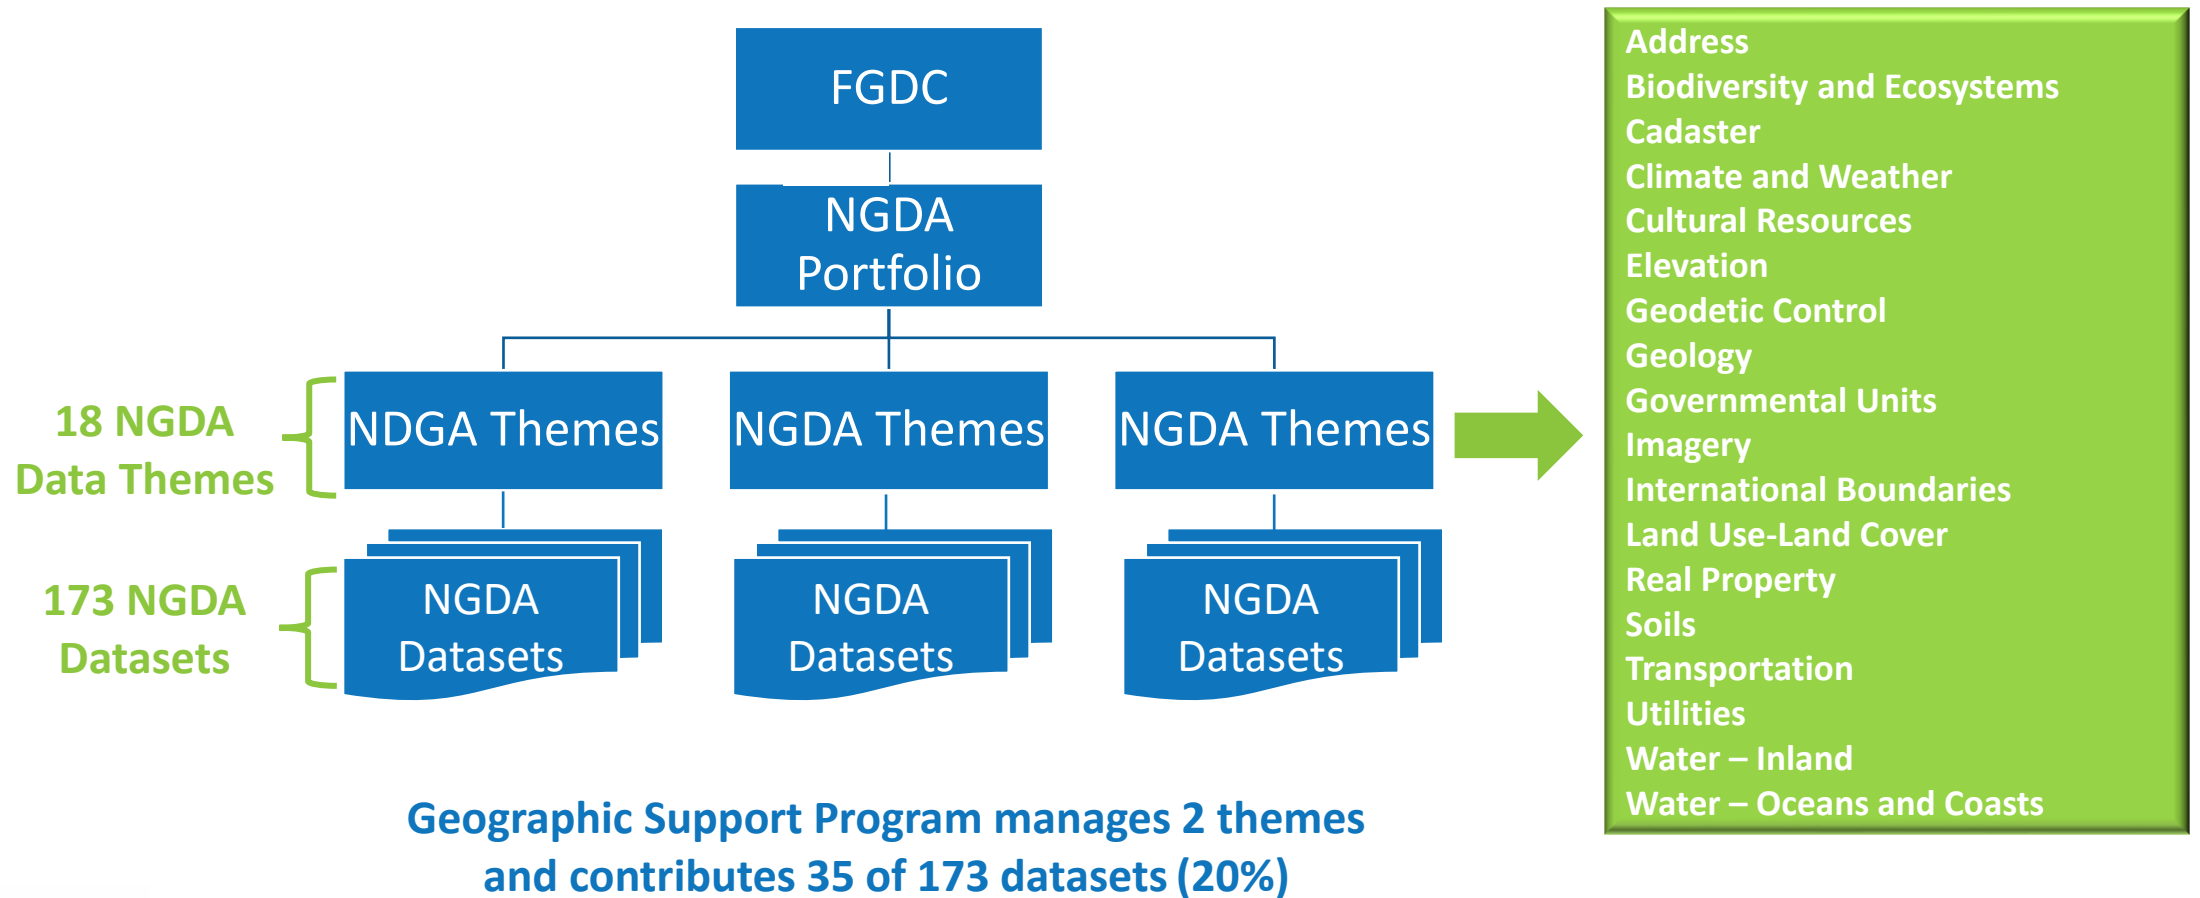 FGDC
NGDA
Portfolio
18 NGDA
Data Themes
NDGA Themes
NGDA Themes
NGDA Themes
173 NGDA
Datasets
NGDA
Datasets
NGDA
Datasets
NGDA
Datasets
Geographic Support Program manages 2 themes
and contributes 35 of 173 datasets (20%)
Address
Biodiversity and Ecosystems
Cadaster
Climate and Weather
Cultural Resources
Elevation
Geodetic Control
Geology
Governmental Units
Imagery
International Boundaries
Land Use-Land Cover
Real Property
Soils
Transportation
Utilities
Water – Inland
Water – Oceans and Coasts